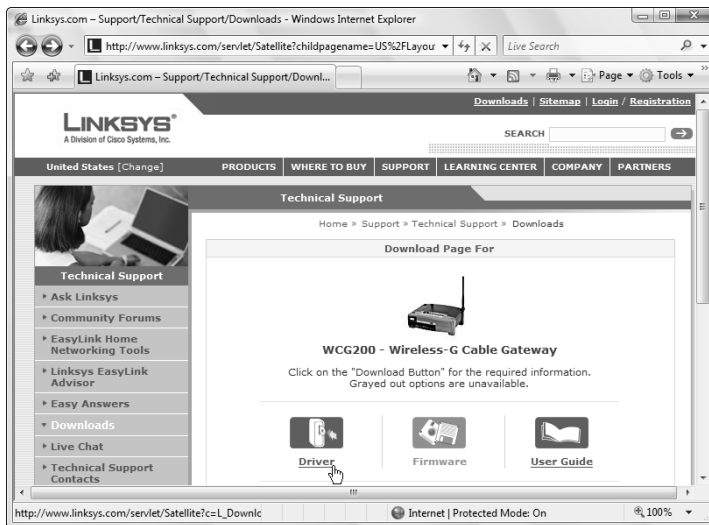 Linksys.com – Support/Technical Support/Downloads - Windows Internet Explorer
http://www.linksys.com/servlet/Satellite?childpagename=US%2FLayout
Live Search
Linksys.com – Support/Technical Support/Downl...
Page
Tools
Downloads | Sitemap | Login / Registration
LINKSYS®
A Division of Cisco Systems, Inc.
SEARCH
United States [Change]
PRODUCTS
WHERE TO BUY
SUPPORT
LEARNING CENTER
COMPANY
PARTNERS
Technical Support
Home » Support » Technical Support » Downloads
Download Page For
Technical Support
Ask Linksys
Community Forums
EasyLink Home
Networking Tools
Linksys EasyLink
Advisor
Easy Answers
Downloads
Live Chat
Technical Support
Contacts
WCG200 - Wireless-G Cable Gateway
Click on the "Download Button" for the required information.
Grayed out options are unavailable.
Driver
Firmware
User Guide
http://www.linksys.com/servlet/Satellite?c=L_Downlc
Internet | Protected Mode: On
100%